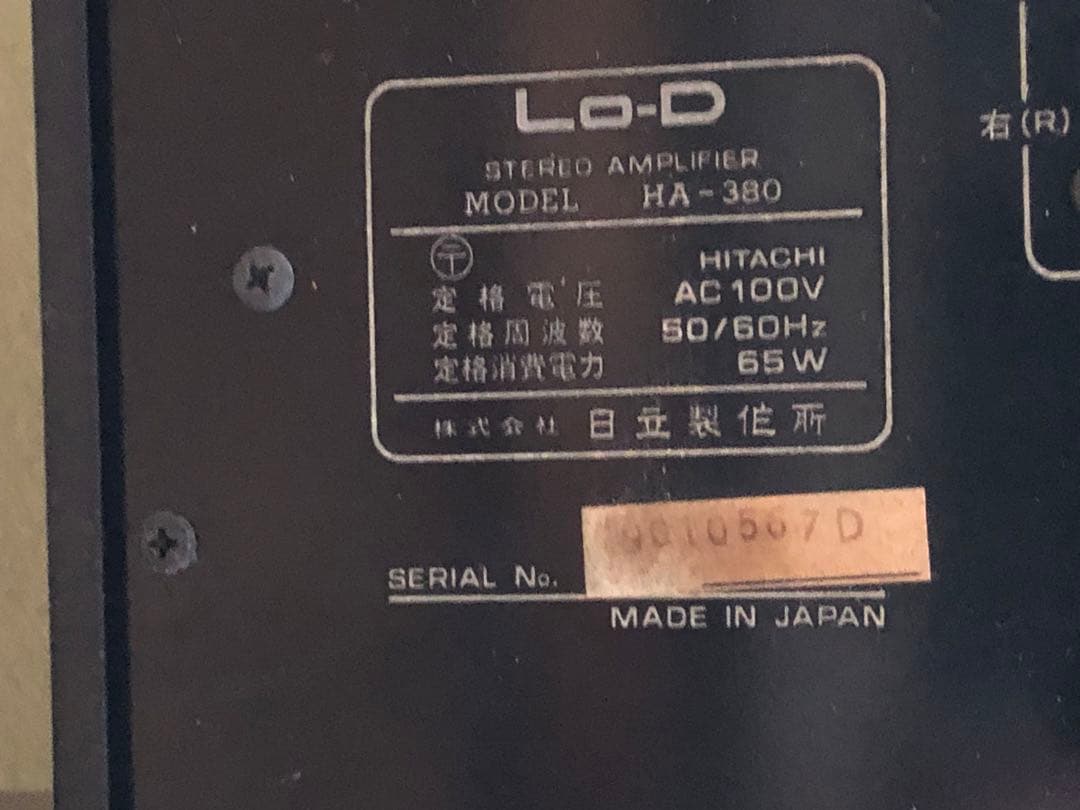 Lo-D
STEREO AMPLIFIER
MODEL HA-380
〒 HITACHI
定格電圧 AC100V
定格周波数 50/60Hz
定格消費電力 65W
株式会社 日立製作所
SERIAL No.
MADE IN JAPAN
右(R)